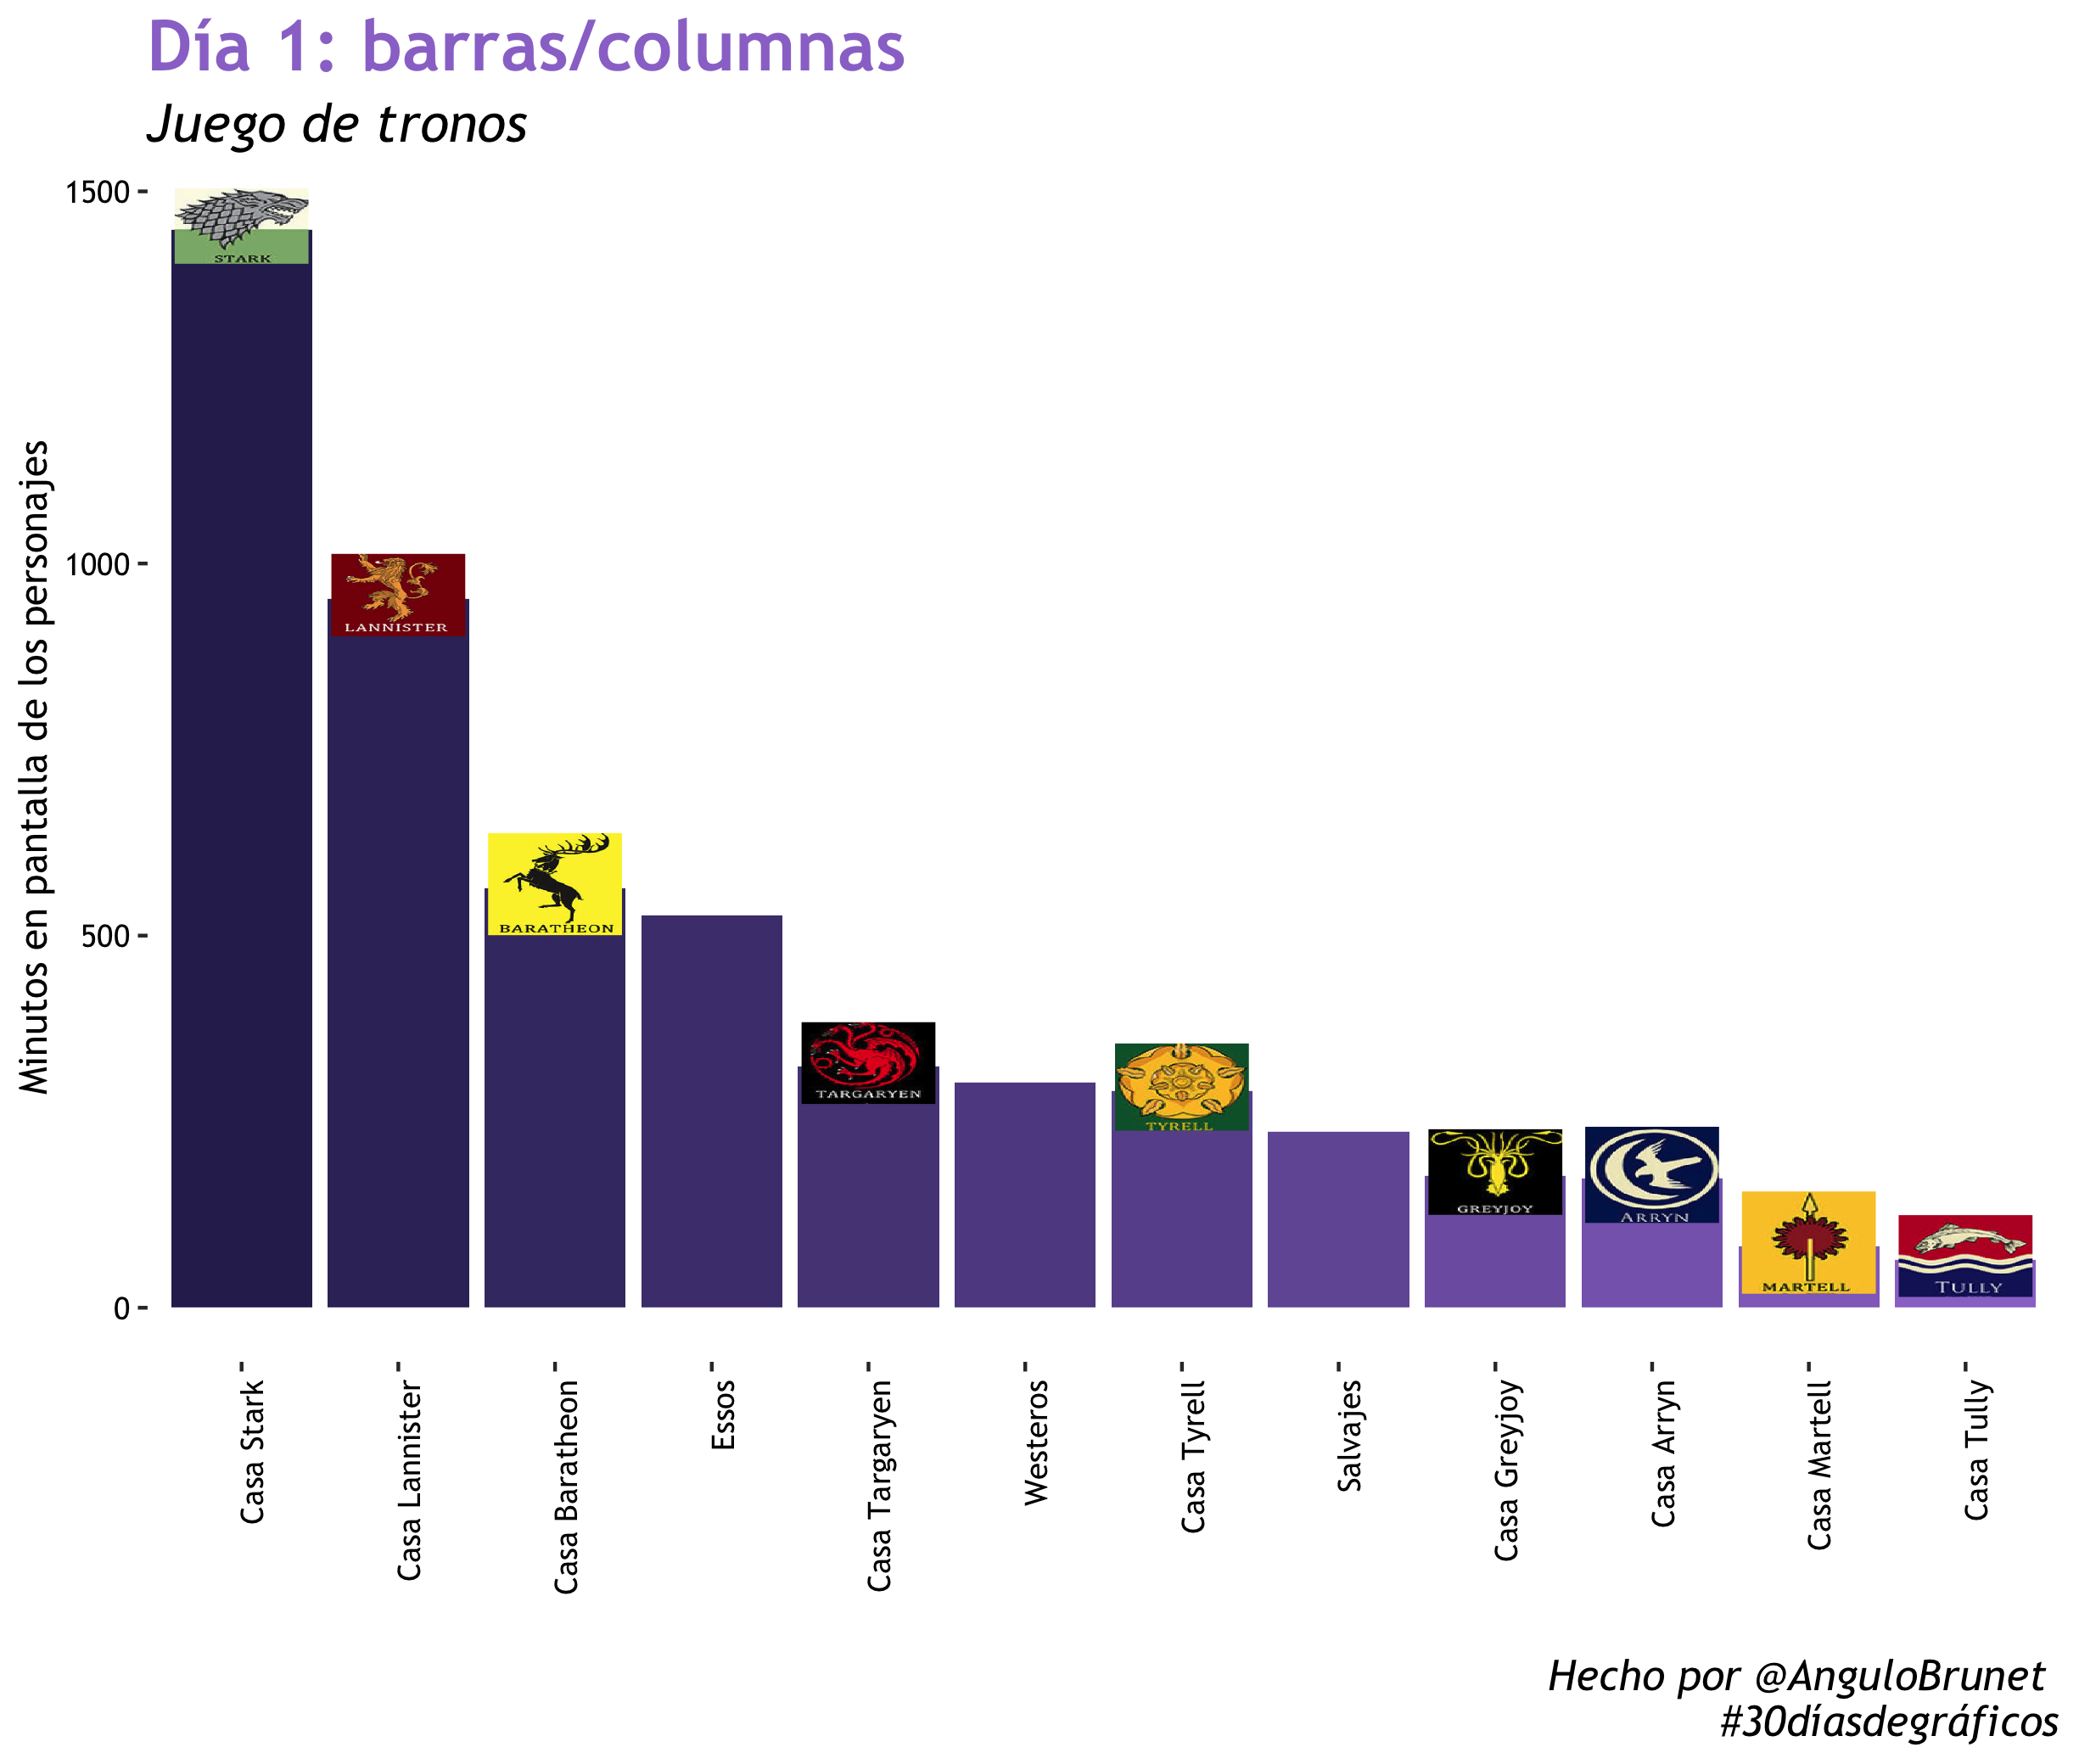 Día 1: barras/columnas
Juego de tronos
Minutos en pantalla de los personajes
1500
1000
500
0
STARK
LANNISTER
BARATHEON
TARGARYEN
TYRELL
GREYJOY
ARRYN
MARTELL
TULLY
Casa Stark
Casa Lannister
Casa Baratheon
Essos
Casa Targaryen
Westeros
Casa Tyrell
Salvajes
Casa Greyjoy
Casa Arryn
Casa Martell
Casa Tully
Hecho por @AnguloBrunet
#30díasdegráficos